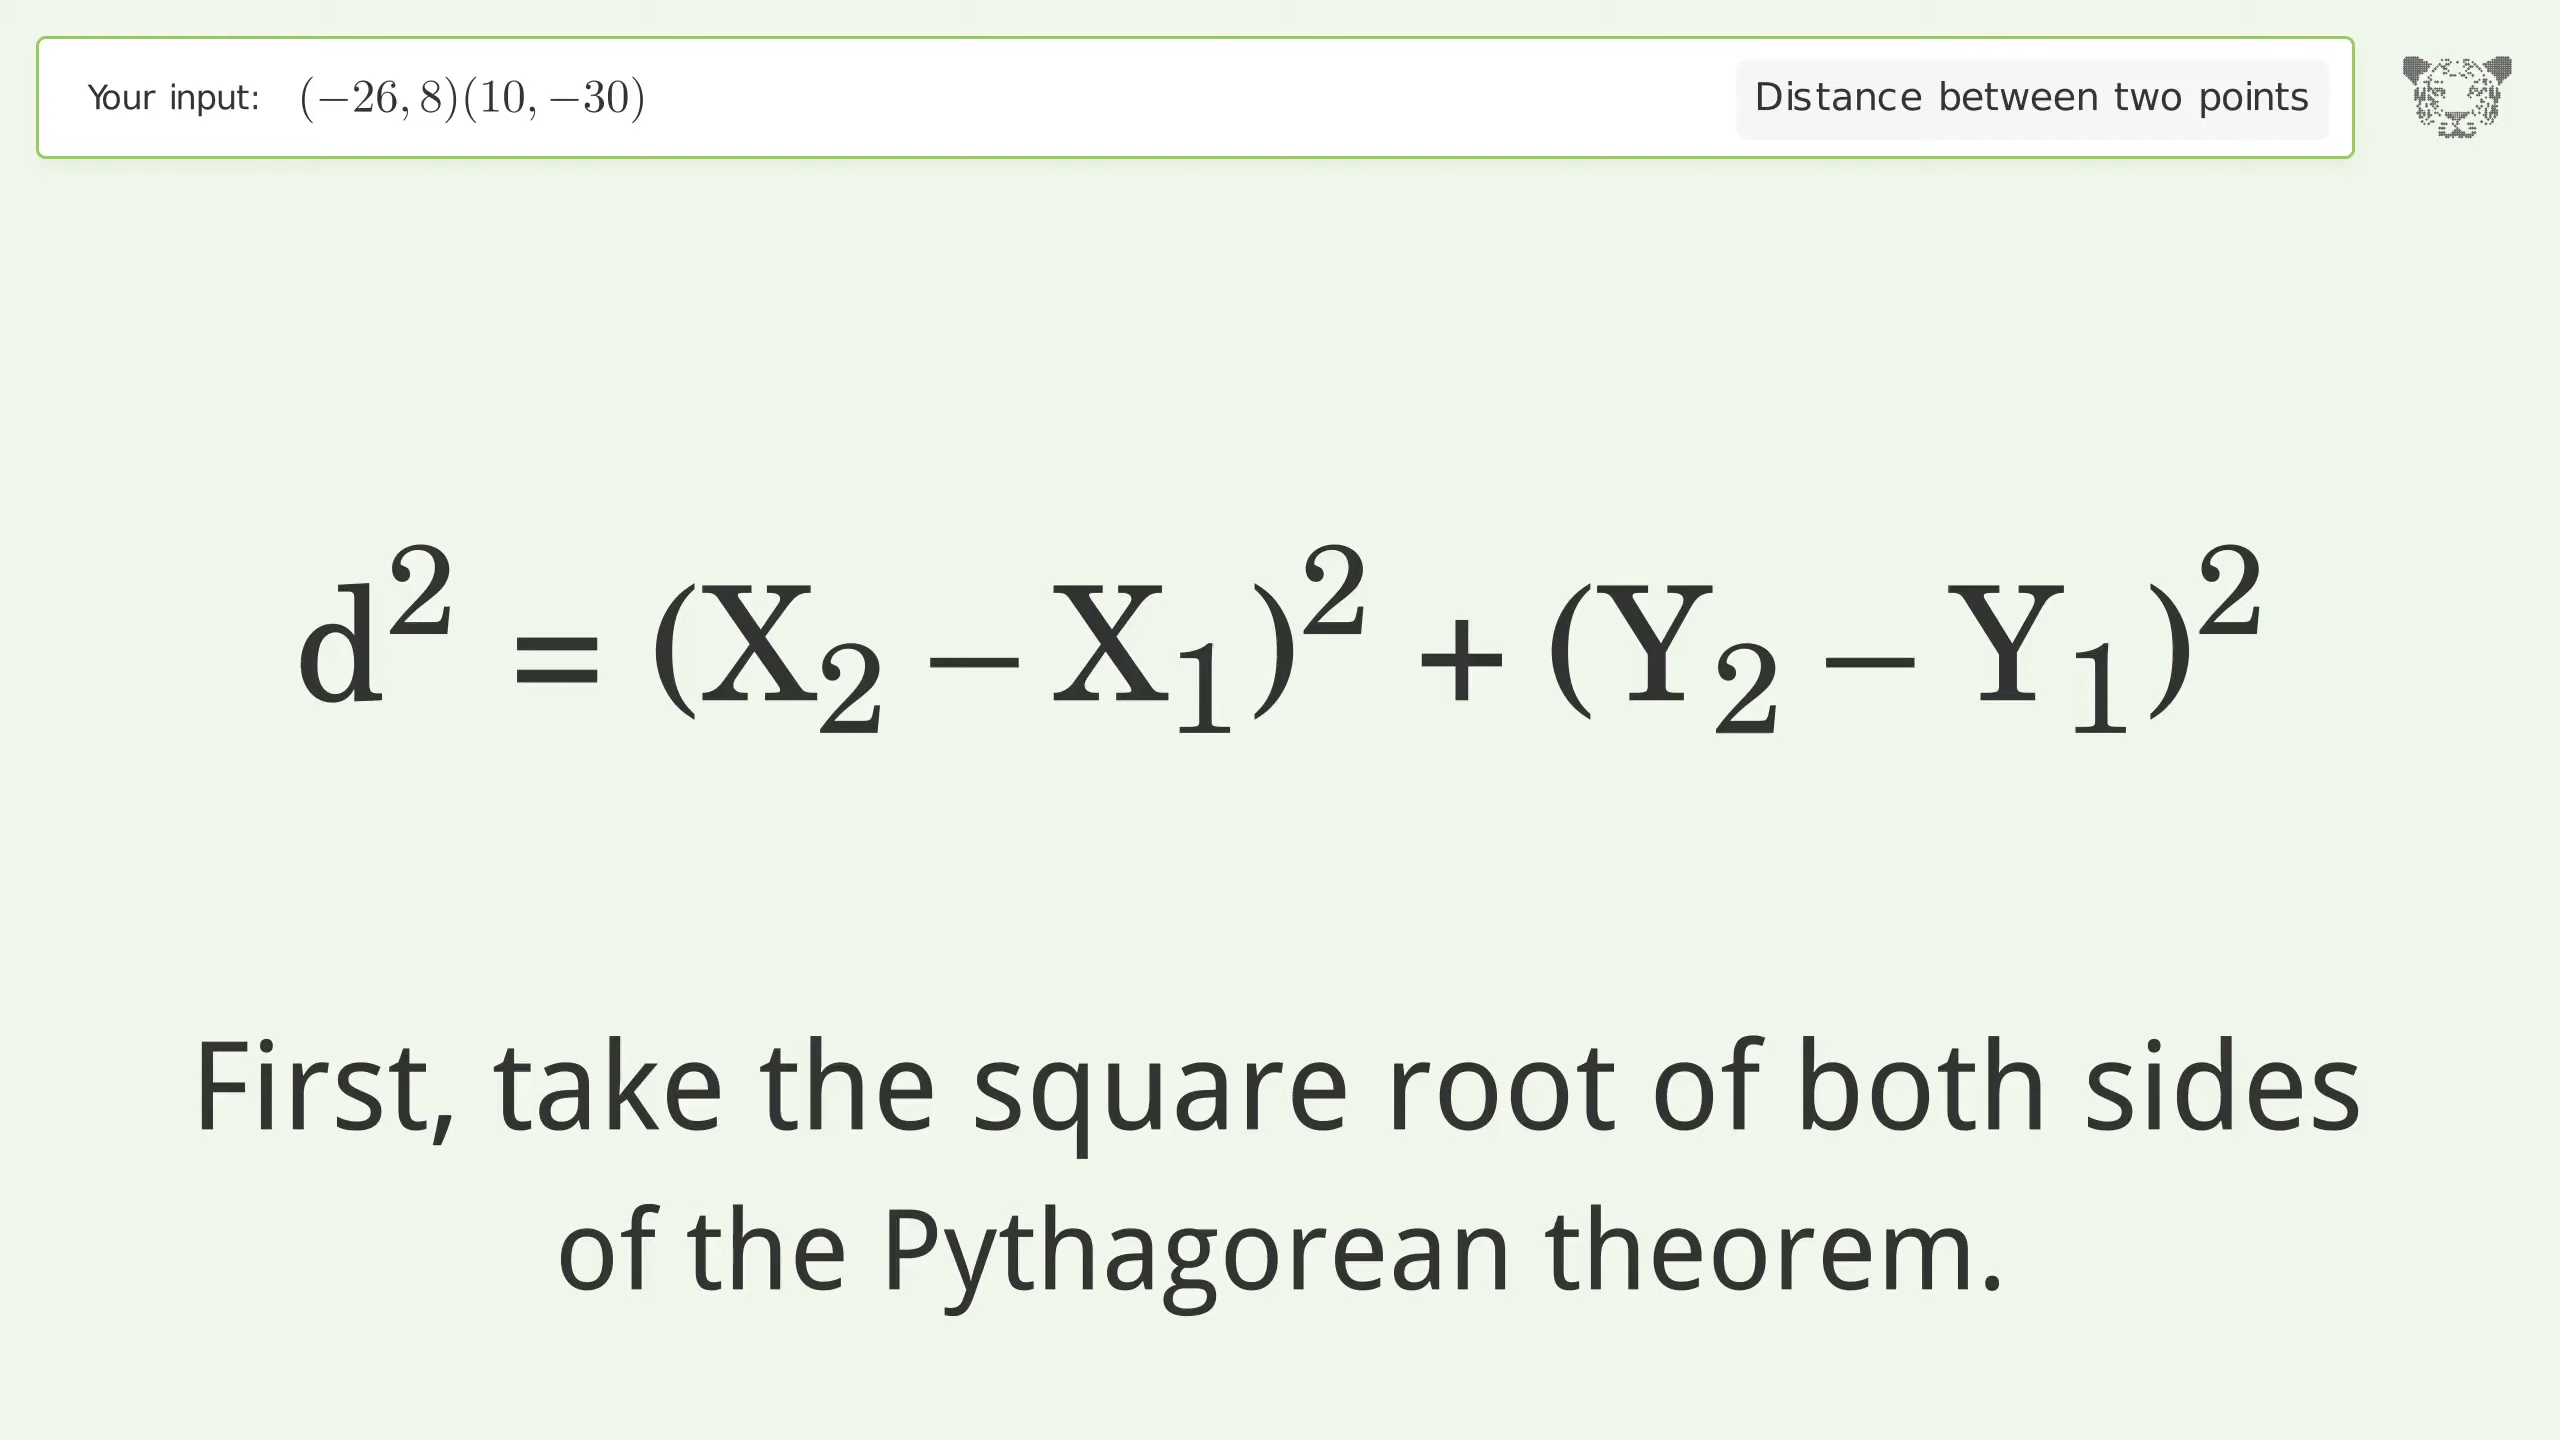 Your input: (−26, 8)(10, −30) Distance between two points
d² = (X₂ − X₁)² + (Y₂ − Y₁)²
First, take the square root of both sides
of the Pythagorean theorem.